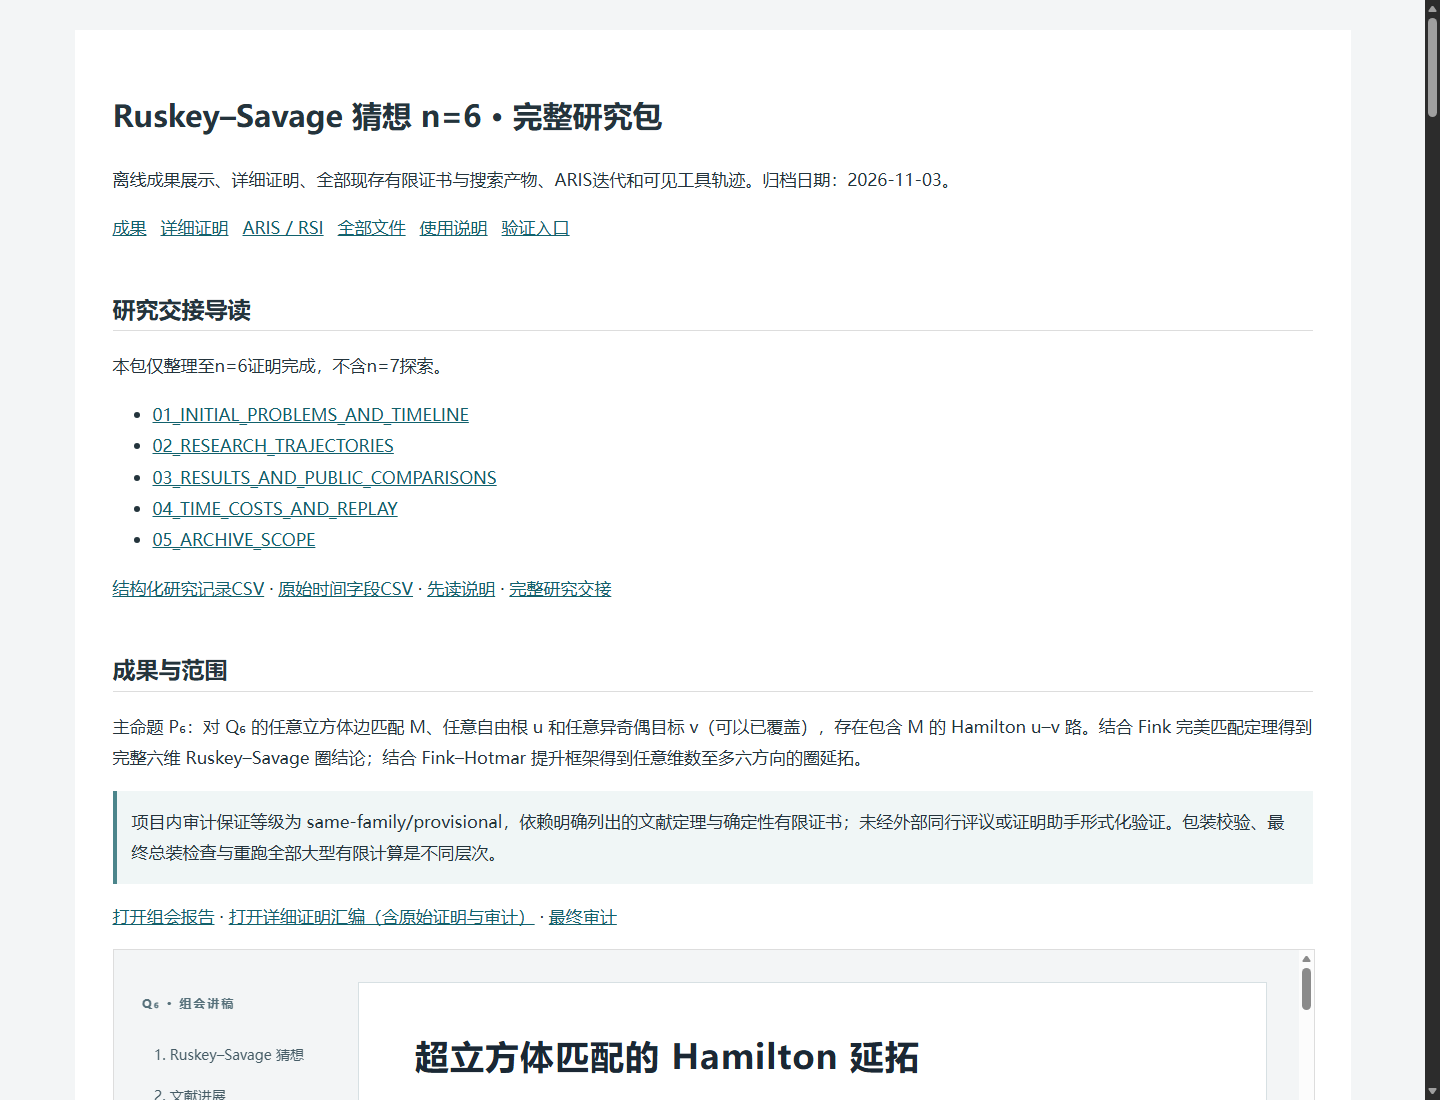 Ruskey–Savage 猜想 n=6 · 完整研究包
离线成果展示、详细证明、全部现存有限证书与搜索产物、ARIS迭代和可见工具轨迹。归档日期：2026-11-03。
成果 详细证明 ARIS / RSI 全部文件 使用说明 验证入口
研究交接导读
本包仅整理至n=6证明完成，不含n=7探索。
01_INITIAL_PROBLEMS_AND_TIMELINE
02_RESEARCH_TRAJECTORIES
03_RESULTS_AND_PUBLIC_COMPARISONS
04_TIME_COSTS_AND_REPLAY
05_ARCHIVE_SCOPE
结构化研究记录CSV · 原始时间字段CSV · 先读说明 · 完整研究交接
成果与范围
主命题 P₆：对 Q₆ 的任意立方体边匹配 M、任意自由根 u 和任意异奇偶目标 v（可以已覆盖），存在包含 M 的 Hamilton u–v 路。结合 Fink 完美匹配定理得到
完整六维 Ruskey–Savage 圈结论；结合 Fink–Hotmar 提升框架得到任意维数至多六方向的圈延拓。
项目内审计保证等级为 same-family/provisional，依赖明确列出的文献定理与确定性有限证书；未经外部同行评议或证明助手形式化验证。包装校验、最
终总装检查与重跑全部大型有限计算是不同层次。
打开组会报告 · 打开详细证明汇编（含原始证明与审计） · 最终审计
Q₆ · 组会讲稿
1. Ruskey–Savage 猜想
2. 文献进展
超立方体匹配的 Hamilton 延拓